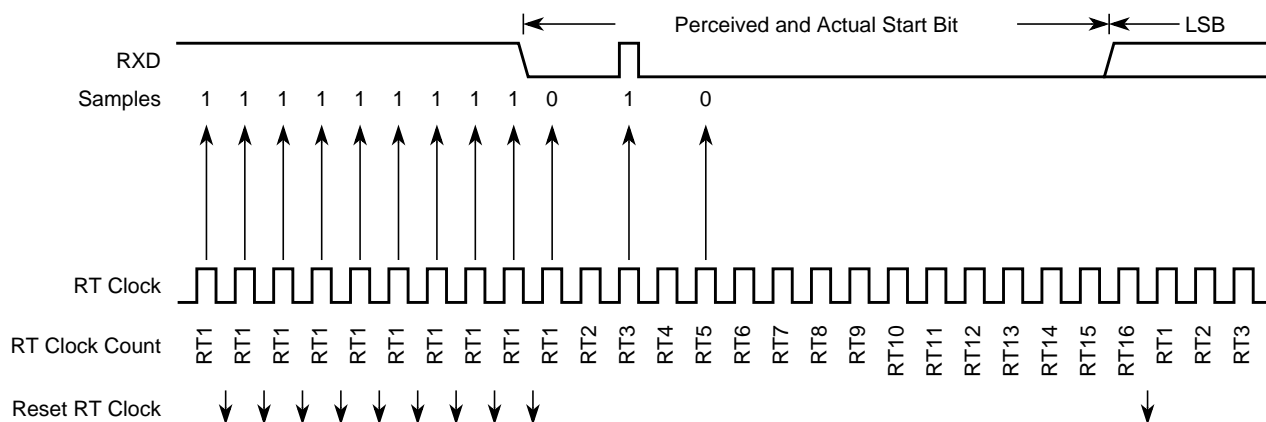 Perceived and Actual Start Bit LSB
RXD
Samples 1 1 1 1 1 1 1 1 1 0 1 0
RT Clock
RT Clock Count RT1 RT1 RT1 RT1 RT1 RT1 RT1 RT1 RT1 RT1 RT2 RT3 RT4 RT5 RT6 RT7 RT8 RT9 RT10 RT11 RT12 RT13 RT14 RT15 RT16 RT1 RT2 RT3
Reset RT Clock